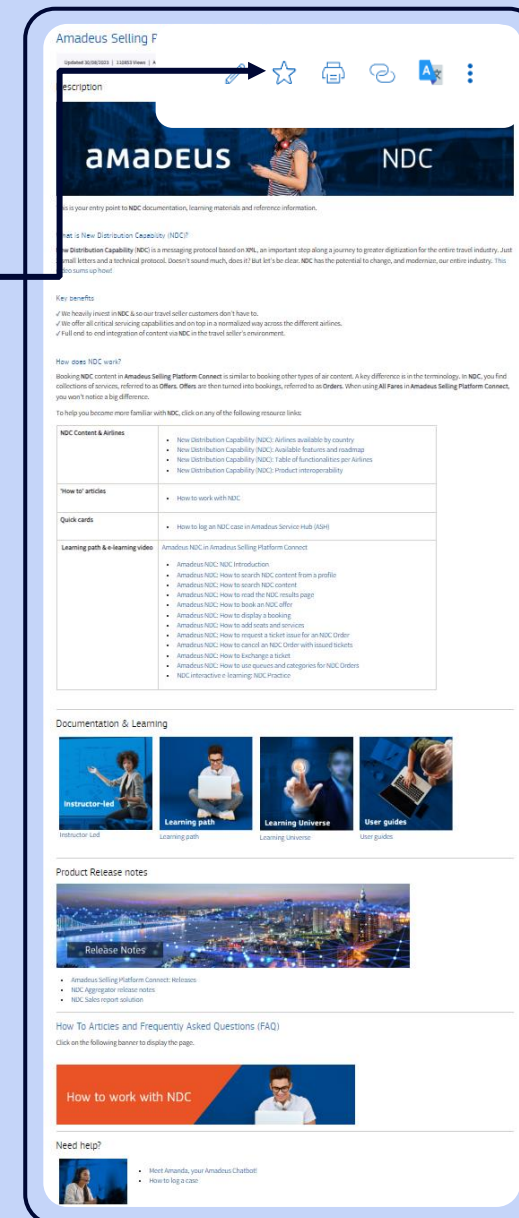 Amadeus Selling P
Updated 30/08/2023 | 110853 Views | A
Description
amadeus
NDC
This is your entry point to NDC documentation, learning materials and reference information.
What is New Distribution Capability (NDC)?
New Distribution Capability (NDC) is a messaging protocol based on XML, an important step along a journey to greater digitization for the entire travel industry. Just
small letters and a technical protocol. Doesn't sound much, does it? But let's be clear. NDC has the potential to change, and modernize, our entire industry. This
video sums up how!
Key benefits
✓ We heavily invest in NDC & so our travel seller customers don't have to.
✓ We offer all critical servicing capabilities and on top in a normalized way across the different airlines.
✓ Full end-to-end integration of content via NDC in the travel seller's environment.
How does NDC work?
Booking NDC content in Amadeus Selling Platform Connect is similar to booking other types of air content. A key difference is in the terminology. In NDC, you find
collections of services, referred to as Offers. Offers are then turned into bookings, referred to as Orders. When using All Fares in Amadeus Selling Platform Connect,
you won't notice a big difference.
To help you become more familiar with NDC, click on any of the following resource links:
NDC Content & Airlines
• New Distribution Capability (NDC): Airlines available by country
• New Distribution Capability (NDC): Available features and roadmap
• New Distribution Capability (NDC): Table of functionalities per Airlines
• New Distribution Capability (NDC): Product interoperability
'How to' articles
• How to work with NDC
Quick cards
• How to log an NDC case in Amadeus Service Hub (ASH)
Learning path & e-learning video
Amadeus NDC in Amadeus Selling Platform Connect
• Amadeus NDC: NDC Introduction
• Amadeus NDC: How to search NDC content from a profile
• Amadeus NDC: How to search NDC content
• Amadeus NDC: How to read the NDC results page
• Amadeus NDC: How to book an NDC offer
• Amadeus NDC: How to display a booking
• Amadeus NDC: How to add seats and services
• Amadeus NDC: How to request a ticket issue for an NDC Order
• Amadeus NDC: How to cancel an NDC Order with issued tickets
• Amadeus NDC: How to Exchange a ticket
• Amadeus NDC: How to use queues and categories for NDC Orders
• NDC interactive e-learning: NDC Practice
Documentation & Learning
Instructor-led
Learning path
Learning Universe
User guides
Instructor Led
Learning path
Learning Universe
User guides
Product Release notes
Release Notes
• Amadeus Selling Platform Connect: Releases
• NDC Aggregator release notes
• NDC Sales report solution
How To Articles and Frequently Asked Questions (FAQ)
Click on the following banner to display the page.
How to work with NDC
Need help?
• Meet Amanda, your Amadeus Chatbot!
• How to log a case